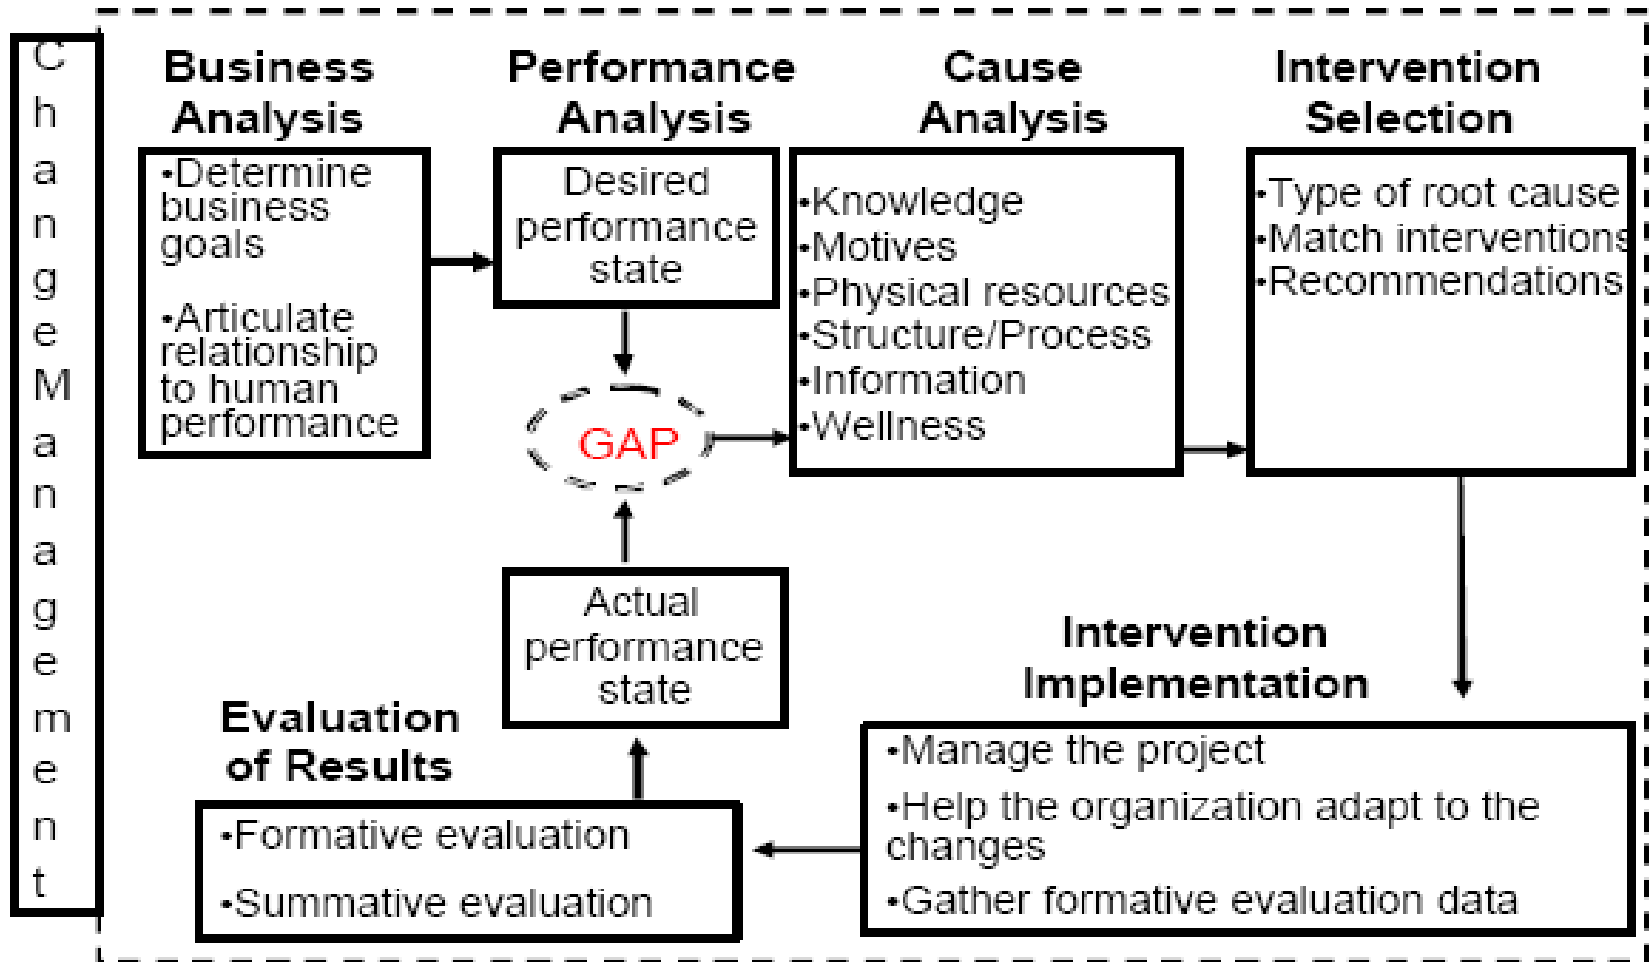 C
h
a
n
g
e
M
a
n
a
g
e
m
e
n
t
Business
Analysis
•Determine
business
goals
•Articulate
relationship
to human
performance
Performance
Analysis
Desired
performance
state
GAP
Actual
performance
state
Cause
Analysis
•Knowledge
•Motives
•Physical resources
•Structure/Process
•Information
•Wellness
Intervention
Selection
•Type of root cause
•Match interventions
•Recommendations
Intervention
Implementation
•Manage the project
•Help the organization adapt to the
changes
•Gather formative evaluation data
Evaluation
of Results
•Formative evaluation
•Summative evaluation